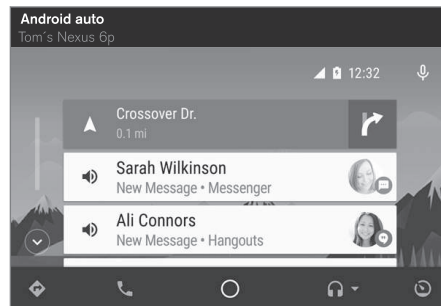 Android auto
Tom´s Nexus 6p
12:32
Crossover Dr.
0.1 mi
Sarah Wilkinson
New Message • Messenger
Ali Connors
New Message • Hangouts